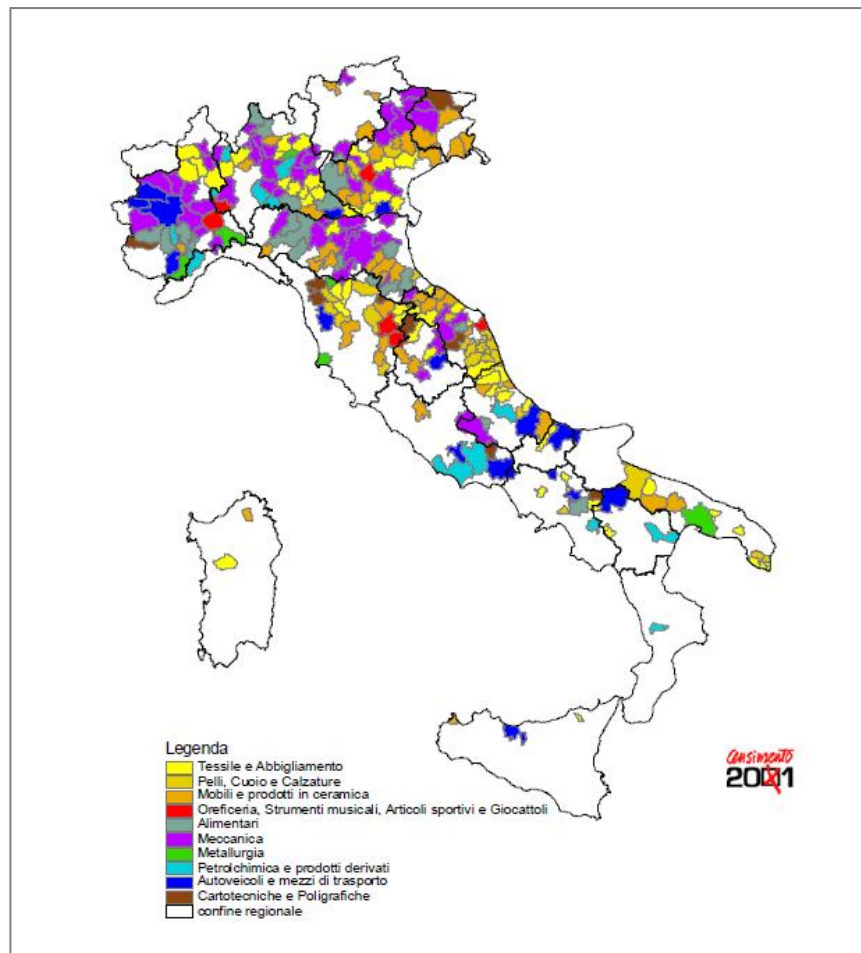 Legenda
Tessile e Abbigliamento
Pelli, Cuoio e Calzature
Mobili e prodotti in ceramica
Oreficeria, Strumenti musicali, Articoli sportivi e Giocattoli
Alimentari
Meccanica
Metallurgia
Petrolchimica e prodotti derivati
Autoveicoli e mezzi di trasporto
Cartotecniche e Poligrafiche
confine regionale
Censimento
2001